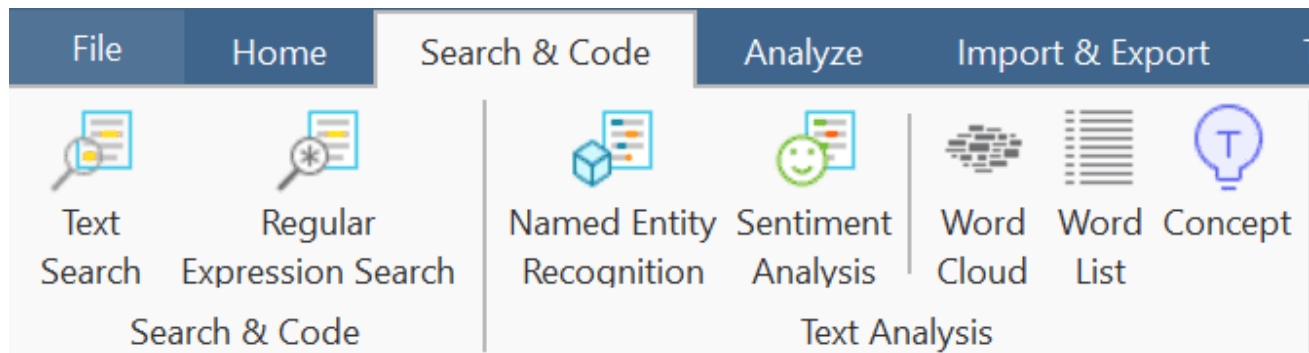 File Home Search & Code Analyze Import & Export
Text Search
Regular Expression Search
Named Entity Recognition
Sentiment Analysis
Word Cloud
Word List
Concept
Search & Code
Text Analysis